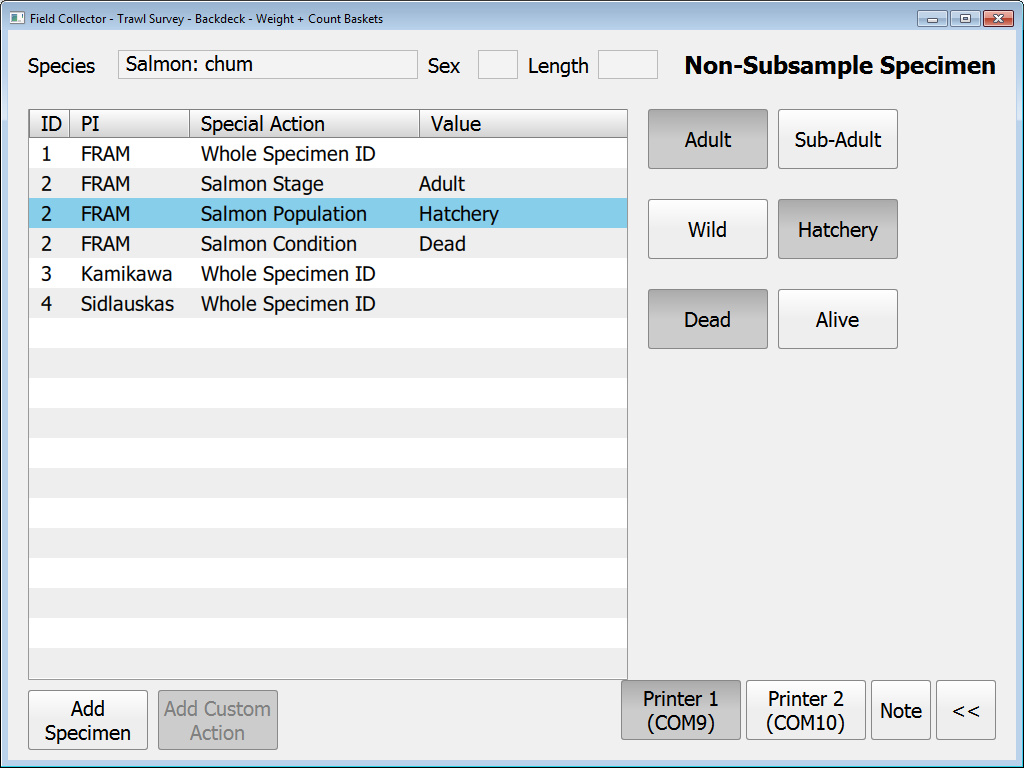 Field Collector - Trawl Survey - Backdeck - Weight + Count Baskets
Species Salmon: chum Sex Length Non-Subsample Specimen
ID PI Special Action Value
1 FRAM Whole Specimen ID
2 FRAM Salmon Stage Adult
2 FRAM Salmon Population Hatchery
2 FRAM Salmon Condition Dead
3 Kamikawa Whole Specimen ID
4 Sidlauskas Whole Specimen ID
Adult Sub-Adult
Wild Hatchery
Dead Alive
Add
Specimen
Add Custom
Action
Printer 1
(COM9)
Printer 2
(COM10)
Note
<<